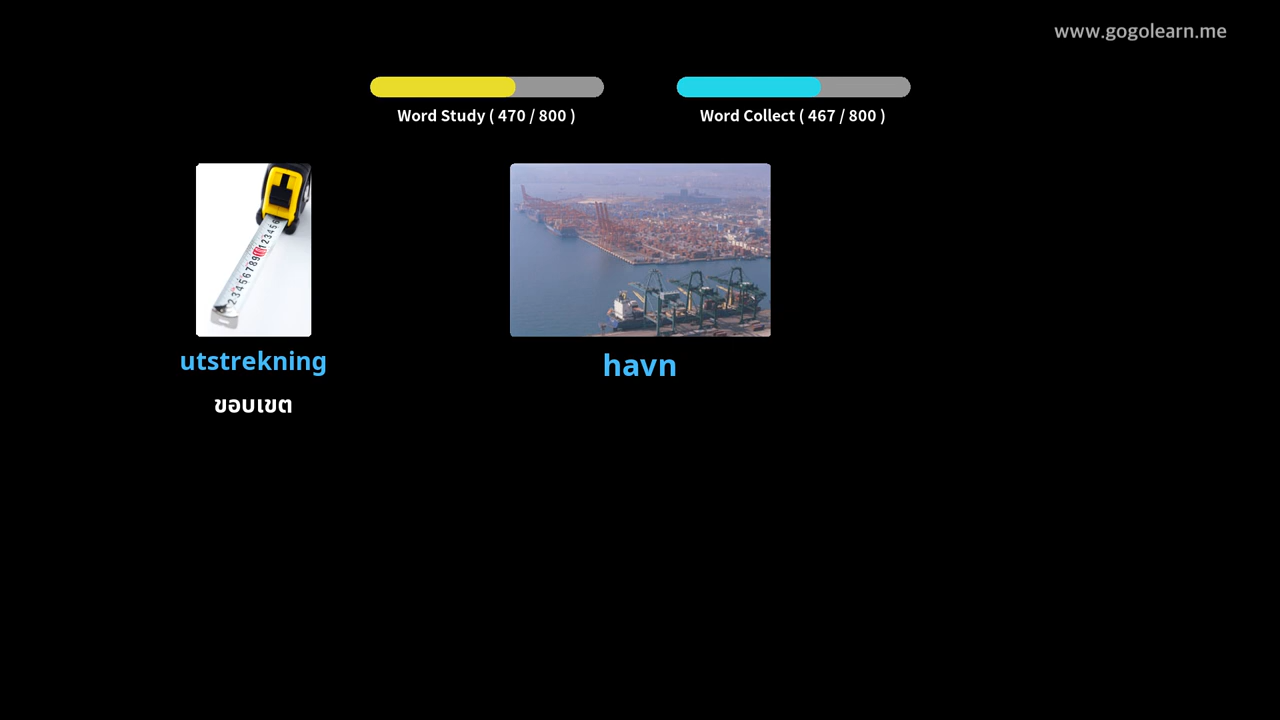 www.gogolearn.me
Word Study ( 470 / 800 )
Word Collect ( 467 / 800 )
utstrekning
ขอบเขต
havn